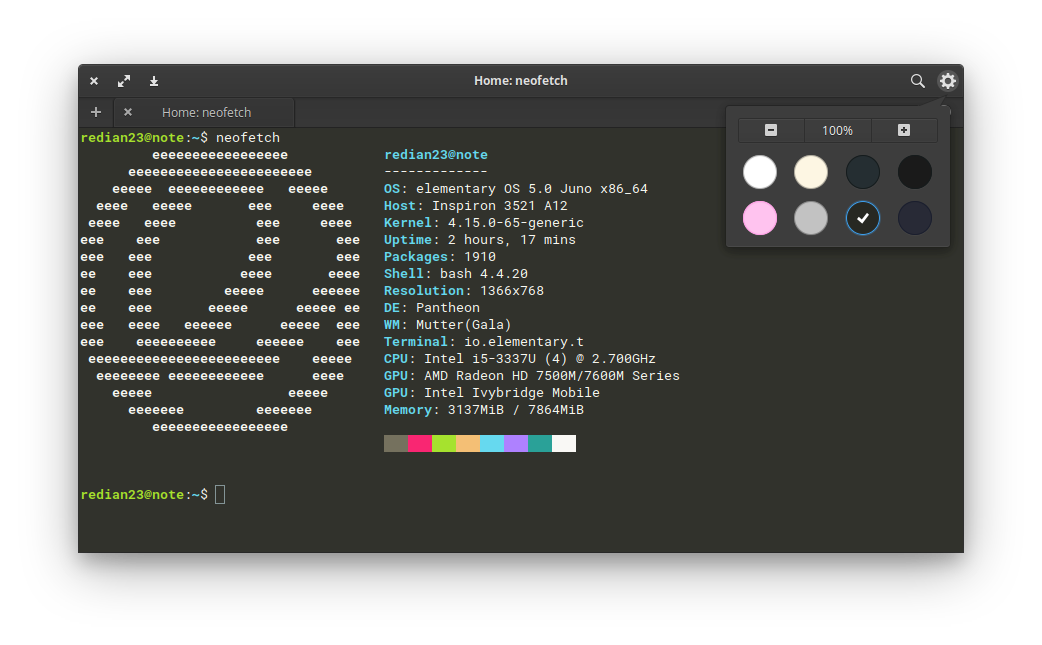 Home: neofetch
Home: neofetch
100%
redian23@note:~$ neofetch
         eeeeeeeeeeeeeeeee            redian23@note
      eeeeeeeeeeeeeeeeeeeeeee         -------------
    eeeee  eeeeeeeeeeee   eeeee       OS: elementary OS 5.0 Juno x86_64
  eeee   eeeee       eee     eeee     Host: Inspiron 3521 A12
 eeee   eeee          eee     eeee    Kernel: 4.15.0-65-generic
eee    eee            eee       eee   Uptime: 2 hours, 17 mins
eee   eee            eee        eee   Packages: 1910
ee    eee           eeee       eeee   Shell: bash 4.4.20
ee    eee         eeeee      eeeeee   Resolution: 1366x768
ee    eee       eeeee      eeeee ee   DE: Pantheon
eee   eeee   eeeeee      eeeee  eee   WM: Mutter(Gala)
eee    eeeeeeeeee     eeeeee    eee   Terminal: io.elementary.t
 eeeeeeeeeeeeeeeeeeeeeeee    eeeee    CPU: Intel i5-3337U (4) @ 2.700GHz
  eeeeeeee eeeeeeeeeeee      eeee     GPU: AMD Radeon HD 7500M/7600M Series
    eeeee                 eeeee       GPU: Intel Ivybridge Mobile
      eeeeeee         eeeeeee         Memory: 3137MiB / 7864MiB
         eeeeeeeeeeeeeeeee
redian23@note:~$